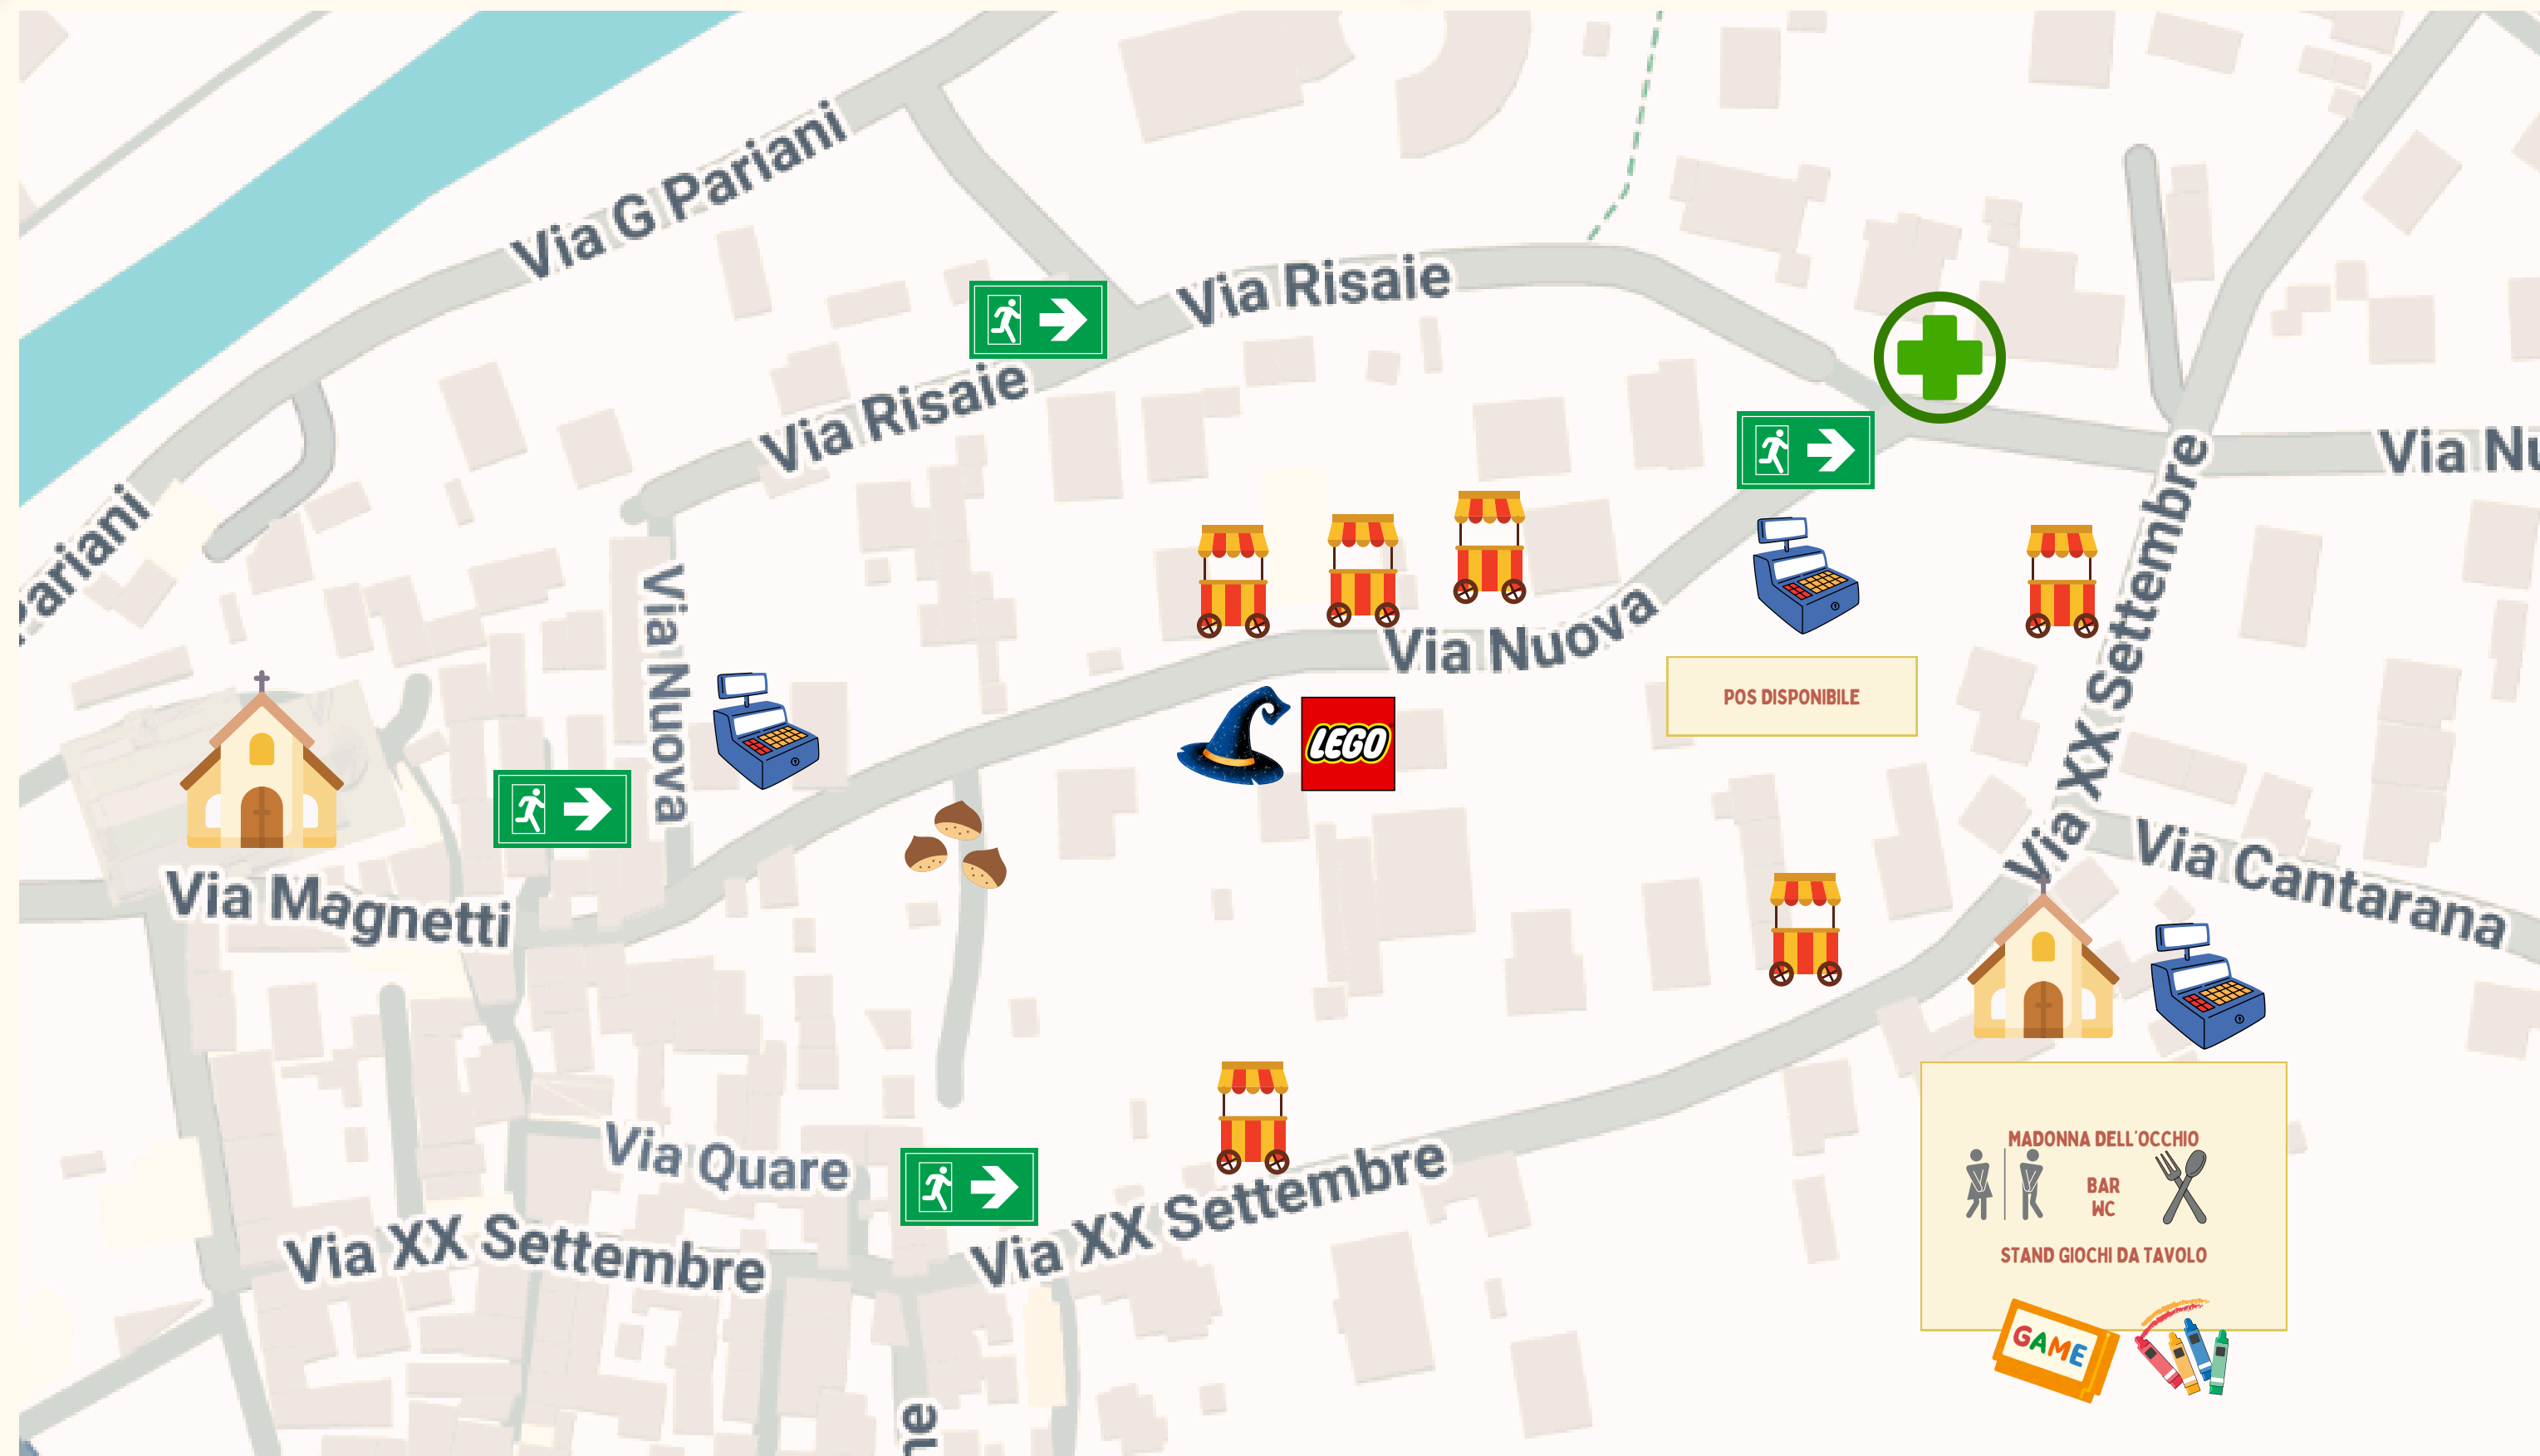 Via G Pariani
Via Risaie
Via Risaie
Via Nu
Pariani
Via Nuova
Via Nuova
Via XX Settembre
LEGO
POS DISPONIBILE
Via Magnetti
Via Cantarana
Via Quare
Via XX Settembre
Via XX Settembre
MADONNA DELL'OCCHIO
BAR
WC
STAND GIOCHI DA TAVOLO
GAME
ne